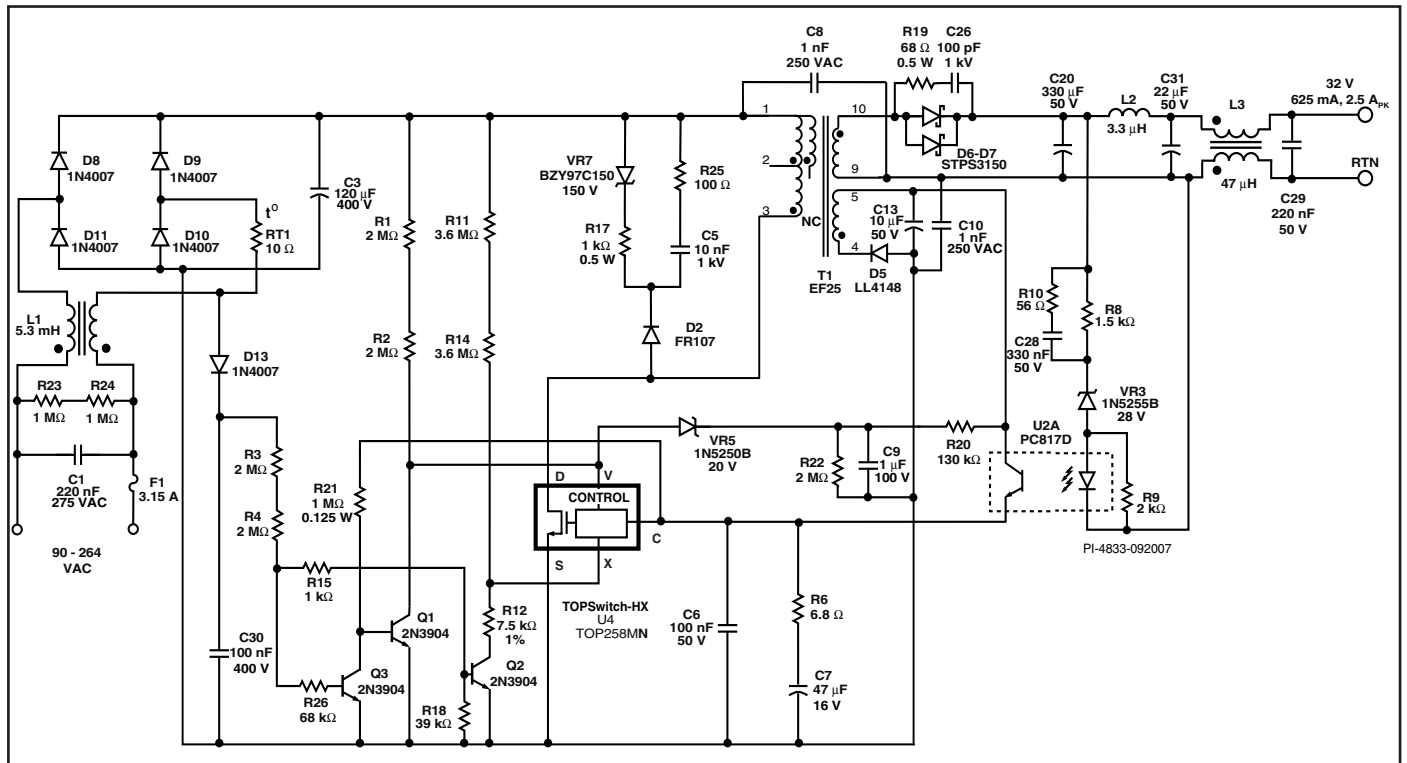 C8
1 nF
250 VAC
R19
68 Ω
0.5 W
C26
100 pF
1 kV
C20
330 μF
50 V
C31
22 μF
50 V
L2
3.3 μH
L3
47 μH
32 V
625 mA, 2.5 APK
RTN
C29
220 nF
50 V
1
2
3
10
9
5
4
NC
T1
EF25
D6-D7
STPS3150
D8
1N4007
D9
1N4007
D11
1N4007
D10
1N4007
C3
120 μF
400 V
tO
RT1
10 Ω
R1
2 MΩ
R11
3.6 MΩ
VR7
BZY97C150
150 V
R25
100 Ω
R17
1 kΩ
0.5 W
C5
10 nF
1 kV
C13
10 μF
50 V
C10
1 nF
250 VAC
D5
LL4148
R2
2 MΩ
R14
3.6 MΩ
D2
FR107
R10
56 Ω
R8
1.5 kΩ
C28
330 nF
50 V
VR3
1N5255B
28 V
L1
5.3 mH
D13
1N4007
R23
1 MΩ
R24
1 MΩ
C1
220 nF
275 VAC
F1
3.15 A
90 - 264
VAC
R3
2 MΩ
R4
2 MΩ
R21
1 MΩ
0.125 W
VR5
1N5250B
20 V
R22
2 MΩ
C9
1 μF
100 V
R20
130 kΩ
U2A
PC817D
R9
2 kΩ
PI-4833-092007
D
V
CONTROL
C
S
X
TOPSwitch-HX
U4
TOP258MN
R15
1 kΩ
R12
7.5 kΩ
1%
C6
100 nF
50 V
R6
6.8 Ω
C7
47 μF
16 V
C30
100 nF
400 V
Q1
2N3904
Q3
2N3904
Q2
2N3904
R26
68 kΩ
R18
39 kΩ